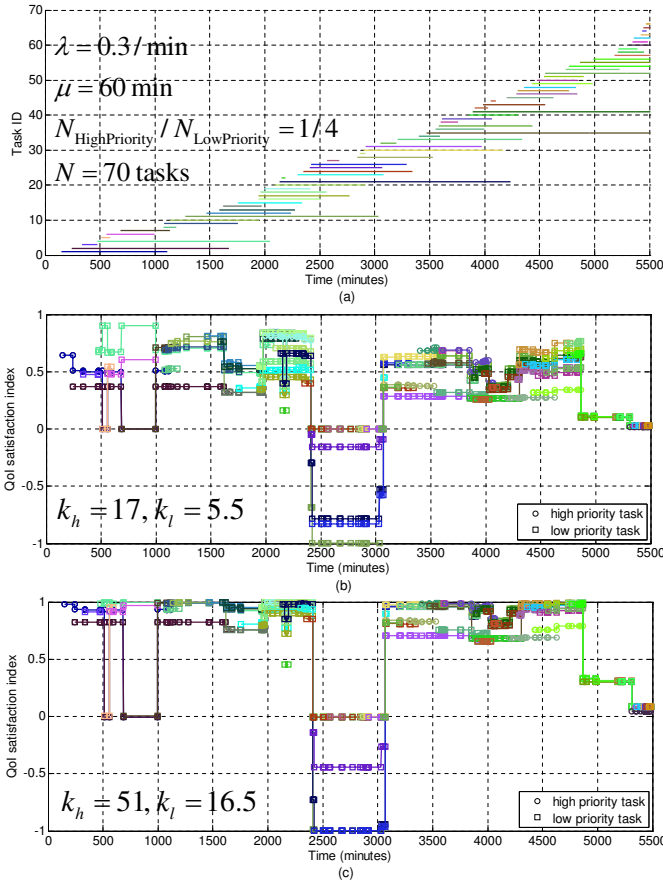 70
60
50
40
30
20
10
0
Task ID
λ = 0.3/min
μ = 60 min
N_HighPriority / N_LowPriority = 1/4
N = 70 tasks
0 500 1000 1500 2000 2500 3000 3500 4000 4500 5000 5500
Time (minutes)
(a)
1
0.5
0
-0.5
-1
QoI satisfaction index
k_h = 17, k_l = 5.5
high priority task
low priority task
0 500 1000 1500 2000 2500 3000 3500 4000 4500 5000 5500
Time (minutes)
(b)
1
0.5
0
-0.5
-1
QoI satisfaction index
k_h = 51, k_l = 16.5
high priority task
low priority task
0 500 1000 1500 2000 2500 3000 3500 4000 4500 5000 5500
Time (minutes)
(c)